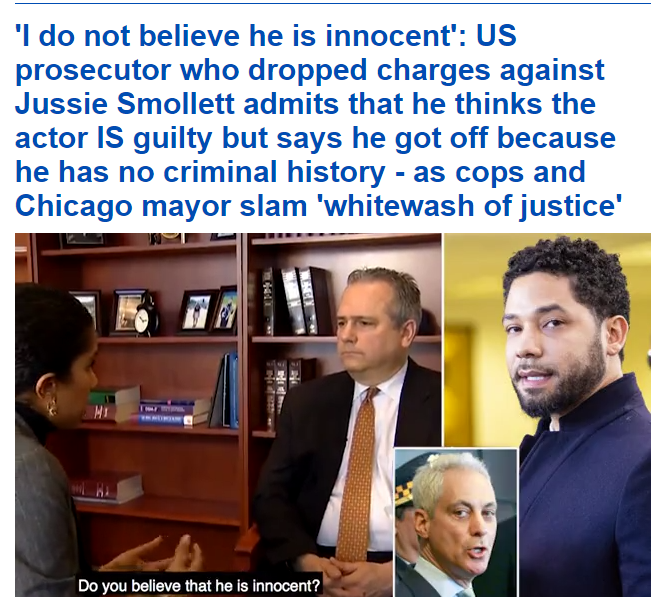 'I do not believe he is innocent': US
prosecutor who dropped charges against
Jussie Smollett admits that he thinks the
actor IS guilty but says he got off because
he has no criminal history - as cops and
Chicago mayor slam 'whitewash of justice'
Do you believe that he is innocent?